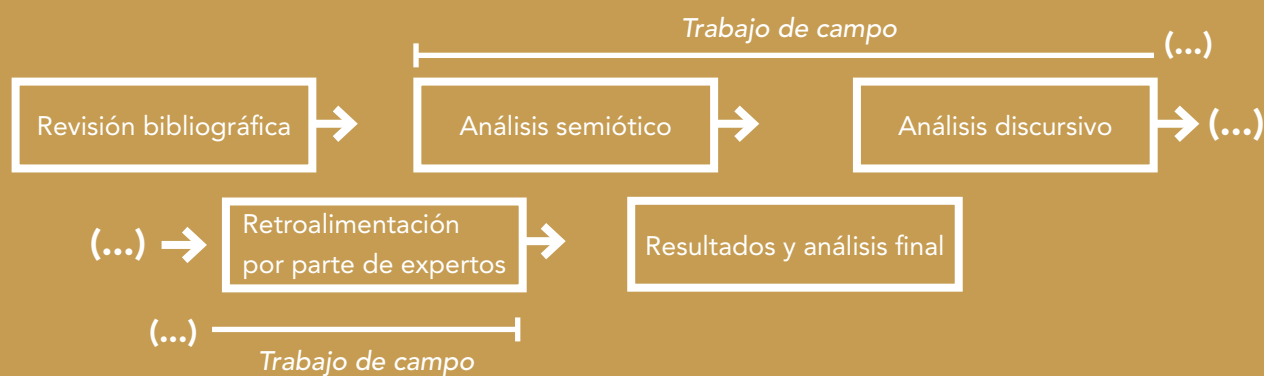 Trabajo de campo
(...)
Revisión bibliográfica
Análisis semiótico
Análisis discursivo
(...)
(...)
Retroalimentación
por parte de expertos
Resultados y análisis final
(...)
Trabajo de campo